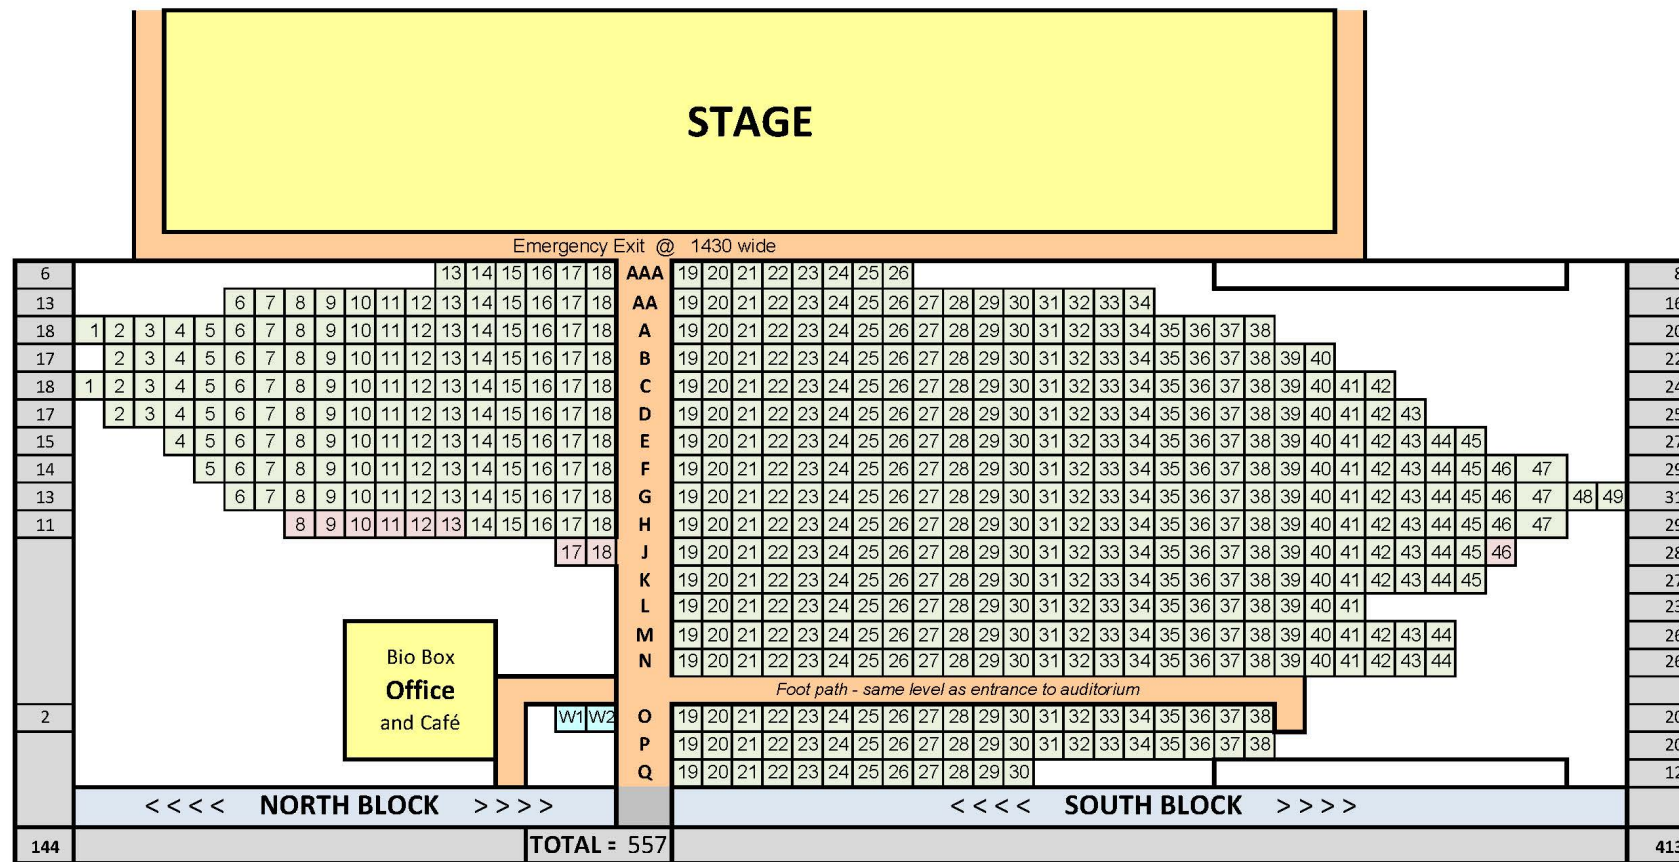 STAGE
Emergency Exit @ 1430 wide
6 13 14 15 16 17 18 AAA 19 20 21 22 23 24 25 26 8
13 6 7 8 9 10 11 12 13 14 15 16 17 18 AA 19 20 21 22 23 24 25 26 27 28 29 30 31 32 33 34 16
18 1 2 3 4 5 6 7 8 9 10 11 12 13 14 15 16 17 18 A 19 20 21 22 23 24 25 26 27 28 29 30 31 32 33 34 35 36 37 38 20
17 2 3 4 5 6 7 8 9 10 11 12 13 14 15 16 17 18 B 19 20 21 22 23 24 25 26 27 28 29 30 31 32 33 34 35 36 37 38 39 40 22
18 1 2 3 4 5 6 7 8 9 10 11 12 13 14 15 16 17 18 C 19 20 21 22 23 24 25 26 27 28 29 30 31 32 33 34 35 36 37 38 39 40 41 42 24
17 2 3 4 5 6 7 8 9 10 11 12 13 14 15 16 17 18 D 19 20 21 22 23 24 25 26 27 28 29 30 31 32 33 34 35 36 37 38 39 40 41 42 43 25
15 4 5 6 7 8 9 10 11 12 13 14 15 16 17 18 E 19 20 21 22 23 24 25 26 27 28 29 30 31 32 33 34 35 36 37 38 39 40 41 42 43 44 45 27
14 5 6 7 8 9 10 11 12 13 14 15 16 17 18 F 19 20 21 22 23 24 25 26 27 28 29 30 31 32 33 34 35 36 37 38 39 40 41 42 43 44 45 46 47 29
13 6 7 8 9 10 11 12 13 14 15 16 17 18 G 19 20 21 22 23 24 25 26 27 28 29 30 31 32 33 34 35 36 37 38 39 40 41 42 43 44 45 46 47 48 49 31
11 8 9 10 11 12 13 14 15 16 17 18 H 19 20 21 22 23 24 25 26 27 28 29 30 31 32 33 34 35 36 37 38 39 40 41 42 43 44 45 46 47 29
17 18 J 19 20 21 22 23 24 25 26 27 28 29 30 31 32 33 34 35 36 37 38 39 40 41 42 43 44 45 46 28
K 19 20 21 22 23 24 25 26 27 28 29 30 31 32 33 34 35 36 37 38 39 40 41 42 43 44 45 27
L 19 20 21 22 23 24 25 26 27 28 29 30 31 32 33 34 35 36 37 38 39 40 41 23
M 19 20 21 22 23 24 25 26 27 28 29 30 31 32 33 34 35 36 37 38 39 40 41 42 43 44 26
N 19 20 21 22 23 24 25 26 27 28 29 30 31 32 33 34 35 36 37 38 39 40 41 42 43 44 26
Bio Box
Office
and Café
Foot path - same level as entrance to auditorium
2 W1 W2 O 19 20 21 22 23 24 25 26 27 28 29 30 31 32 33 34 35 36 37 38 20
P 19 20 21 22 23 24 25 26 27 28 29 30 31 32 33 34 35 36 37 38 20
Q 19 20 21 22 23 24 25 26 27 28 29 30 12
< < < < NORTH BLOCK > > > > < < < < SOUTH BLOCK > > > >
144 TOTAL = 557 413